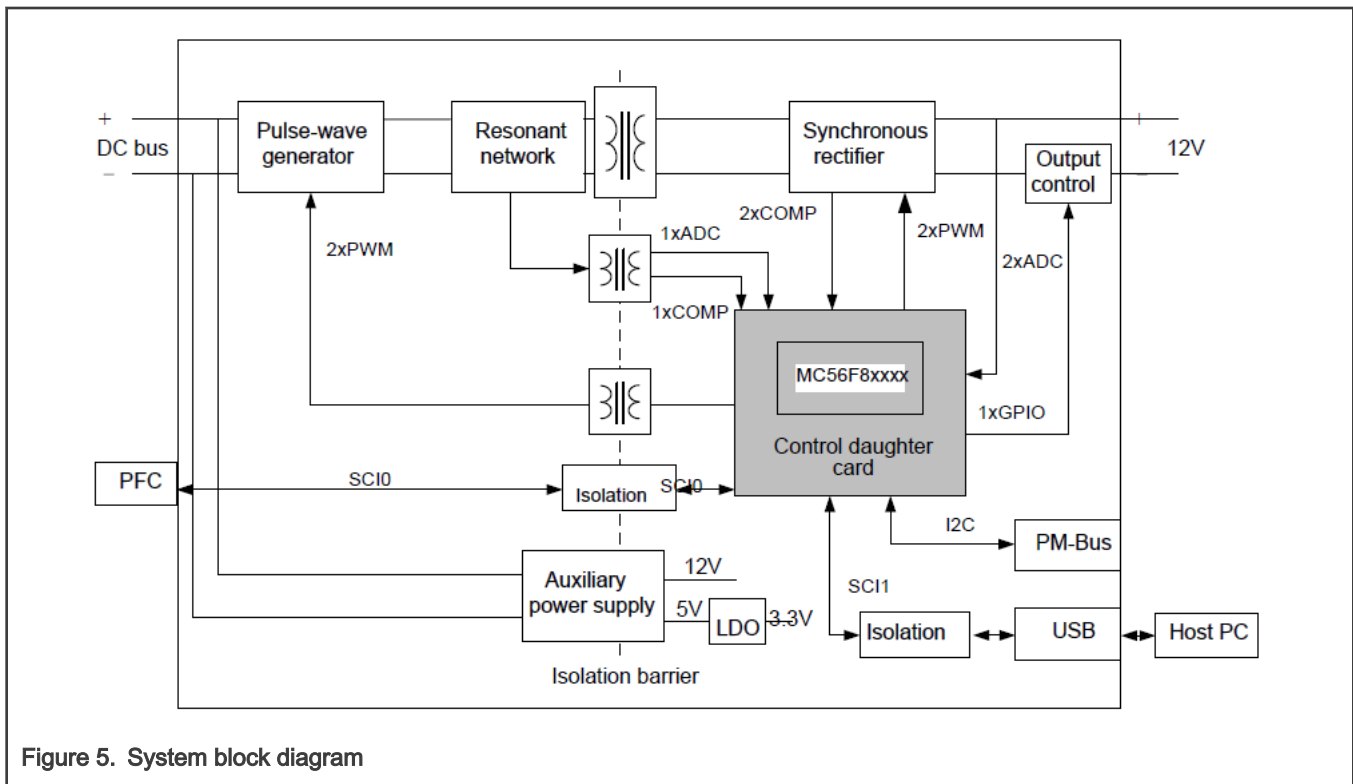 +
DC bus
−
Pulse-wave
generator
Resonant
network
Synchronous
rectifier
+
12V
−
Output
control
2xPWM
1xADC
1xCOMP
2xCOMP
2xPWM
2xADC
MC56F8xxxx
Control daughter
card
1xGPIO
PFC
SCI0
Isolation
SCI0
I2C
PM-Bus
SCI1
Auxiliary
power supply
12V
5V
LDO
3.3V
Isolation
USB
Host PC
Isolation barrier
Figure 5. System block diagram